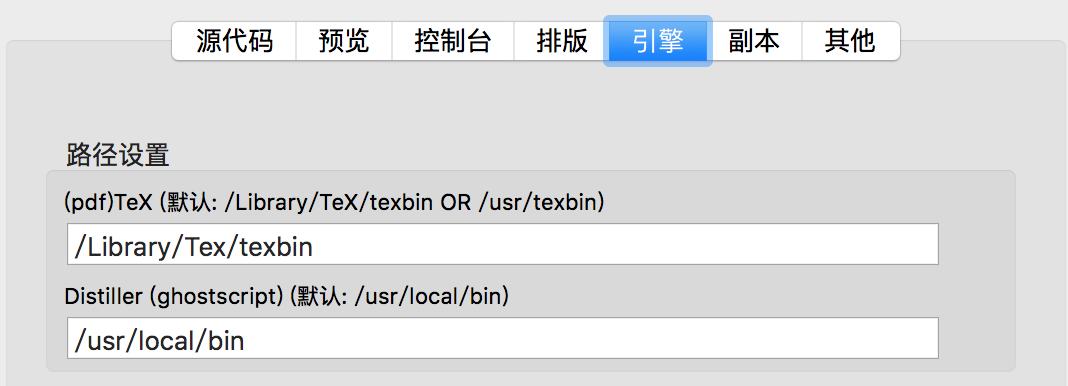 源代码 预览 控制台 排版 引擎 副本 其他
路径设置
(pdf)TeX (默认: /Library/TeX/texbin OR /usr/texbin)
/Library/Tex/texbin
Distiller (ghostscript) (默认: /usr/local/bin)
/usr/local/bin